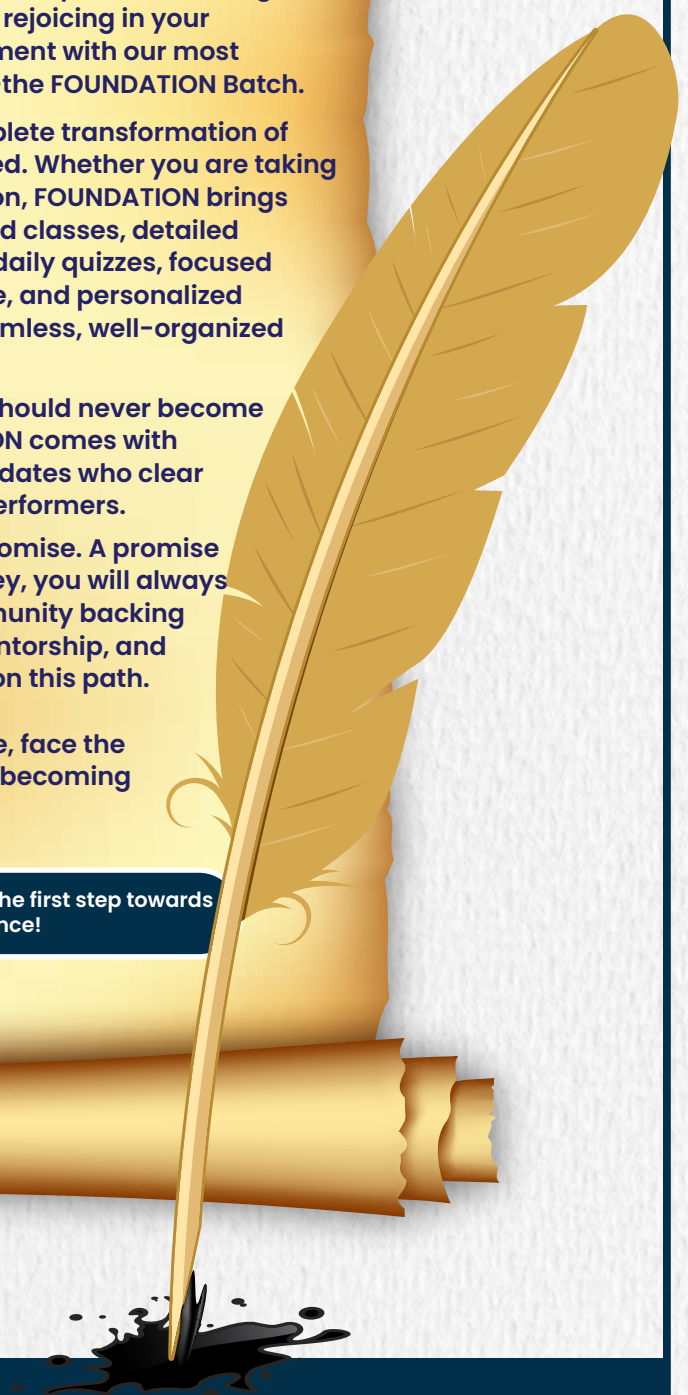 rejoicing in your
ment with our most
the FOUNDATION Batch.
plete transformation of
ed. Whether you are taking
on, FOUNDATION brings
d classes, detailed
daily quizzes, focused
e, and personalized
mless, well-organized
hould never become
ON comes with
dates who clear
erformers.
omise. A promise
ey, you will always
munity backing
ntorship, and
on this path.
e, face the
becoming
he first step towards
nce!